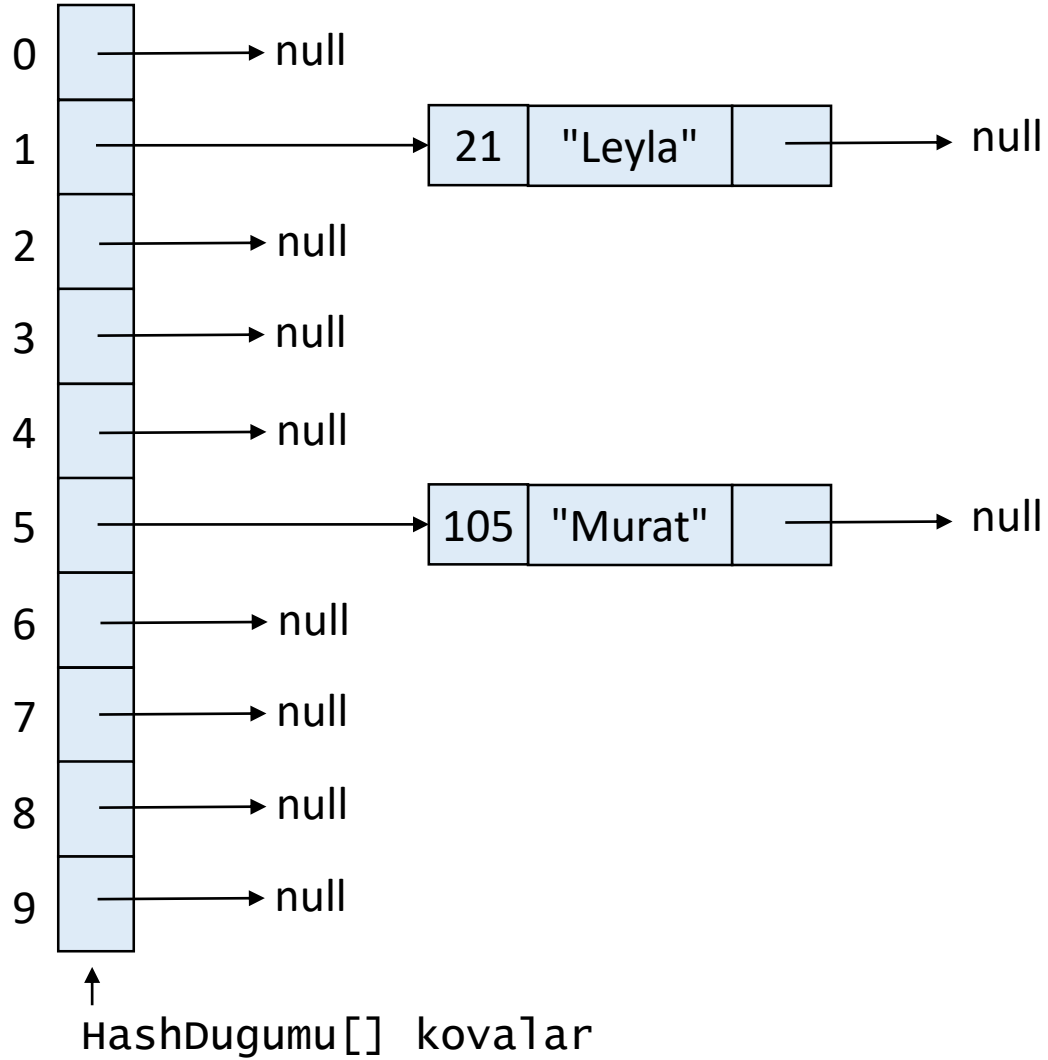 0 null
1 21 "Leyla" null
2 null
3 null
4 null
5 105 "Murat" null
6 null
7 null
8 null
9 null
HashDugumu[] kovalar